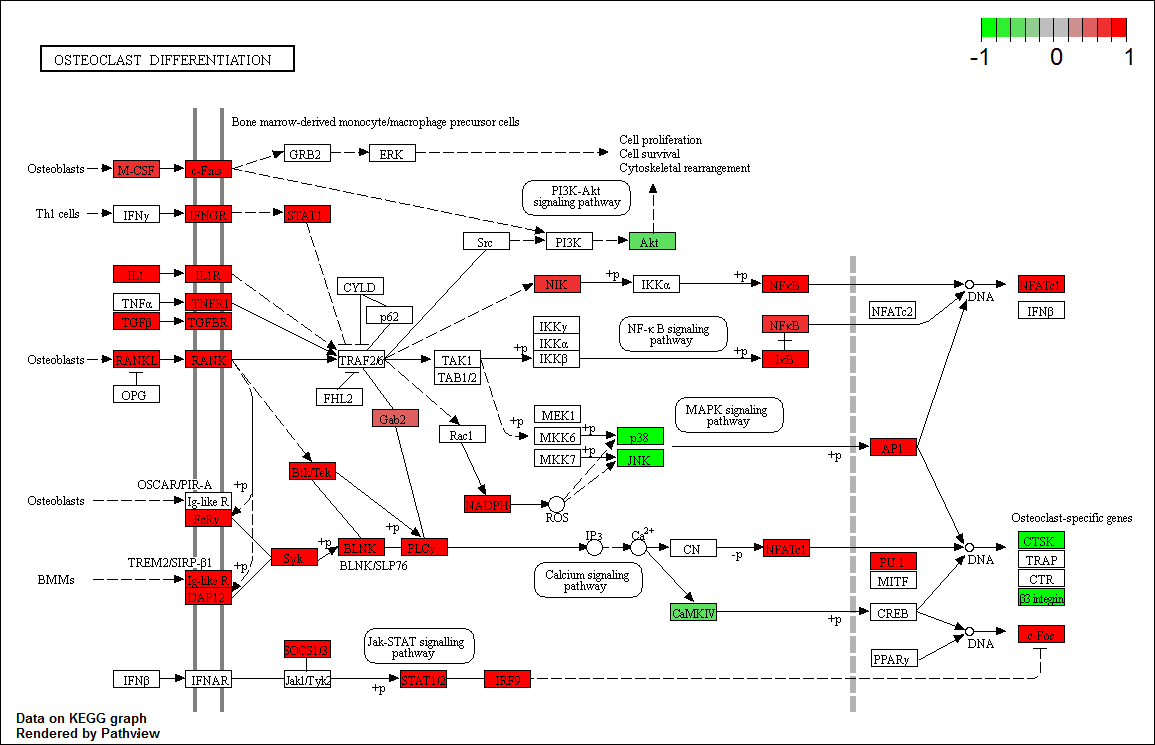 -1 0 1
OSTEOCLAST DIFFERENTIATION
Bone marrow-derived monocyte/macrophage precursor cells
GRB2
ERK
Cell proliferation
Cell survival
Cytoskeletal rearrangement
Osteoblasts
M-CSF
c-Fms
PI3K-Akt
signaling pathway
Th1 cells
IFNγ
IFNGR
STAT1
Src
PI3K
Akt
IL1
IL1R
CYLD
p62
NIK
+p
IKKα
+p
NFκB
NFATc1
DNA
TNFα
TNFR1
NFATc2
IFNβ
TGFβ
TGFBR
IKKγ
IKKα
IKKβ
+p
NF-κ B signaling
pathway
NFκB
+p
IκB
Osteoblasts
RANKL
RANK
TRAF2/6
TAK1
TAB1/2
OPG
FHL2
Gab2
Rac1
+p
MEK1
MKK6
+p
MKK7
+p
p38
JNK
MAPK signaling
pathway
+p
AP1
Btk/Tek
OSCAR/PIR-A
+p
Osteoblasts
Ig-like R
FcRγ
NADPH
ROS
Osteoclast-specific genes
+p
+p
IP3
Ca2+
Syk
BLNK
PLCγ
BLNK/SLP76
CN
-p
NFATc1
DNA
CTSK
TRAP
CTR
β3 integrin
PU.1
MITF
TREM2/SIRP-β1
+p
BMMs
Ig-like R
DAP12
Calcium signaling
pathway
CaMKIV
+p
CREB
DNA
c-Fos
PPARγ
SOCS1/3
Jak-STAT signalling
pathway
IFNβ
IFNAR
Jak1/Tyk2
+p
STAT1/2
IRF9
Data on KEGG graph
Rendered by Pathview